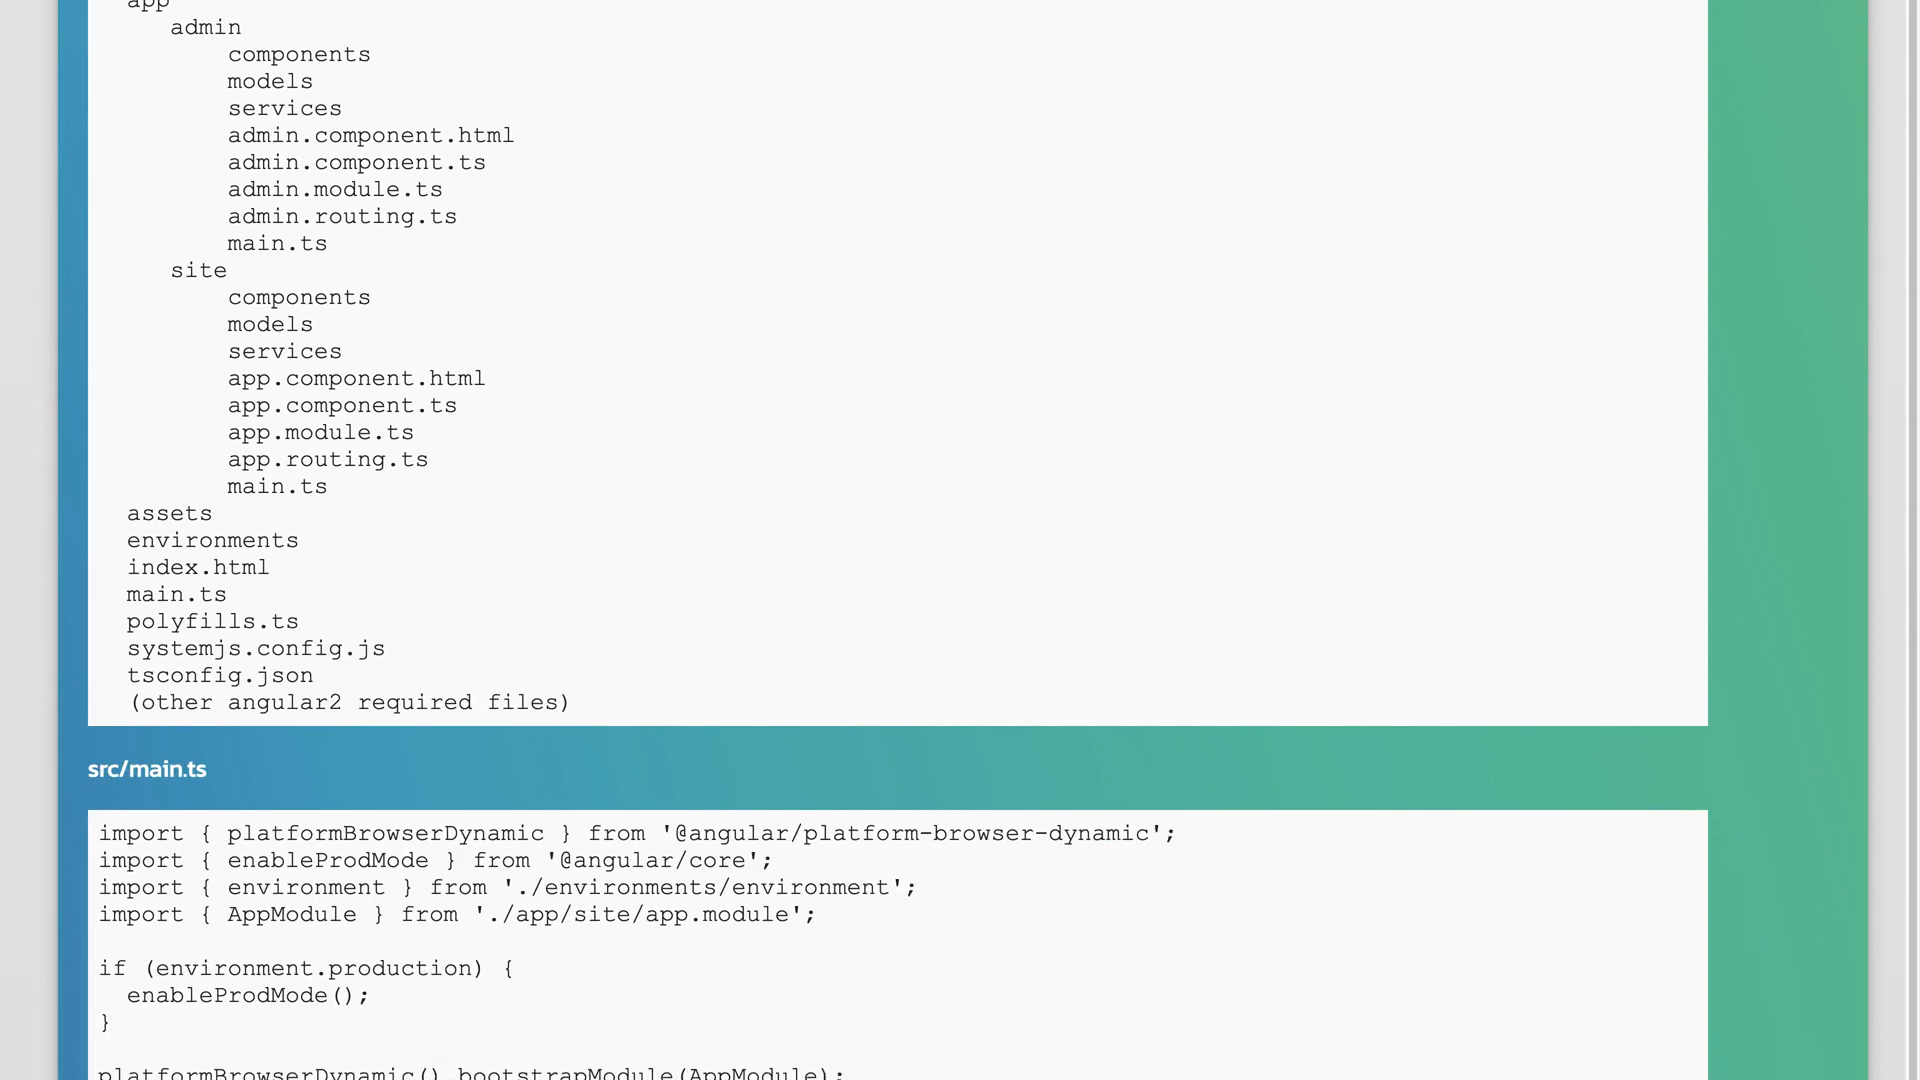 app
admin
components
models
services
admin.component.html
admin.component.ts
admin.module.ts
admin.routing.ts
main.ts
site
components
models
services
app.component.html
app.component.ts
app.module.ts
app.routing.ts
main.ts
assets
environments
index.html
main.ts
polyfills.ts
systemjs.config.js
tsconfig.json
(other angular2 required files)
src/main.ts
import { platformBrowserDynamic } from '@angular/platform-browser-dynamic';
import { enableProdMode } from '@angular/core';
import { environment } from './environments/environment';
import { AppModule } from './app/site/app.module';
if (environment.production) {
enableProdMode();
}
platformBrowserDynamic().bootstrapModule(AppModule);